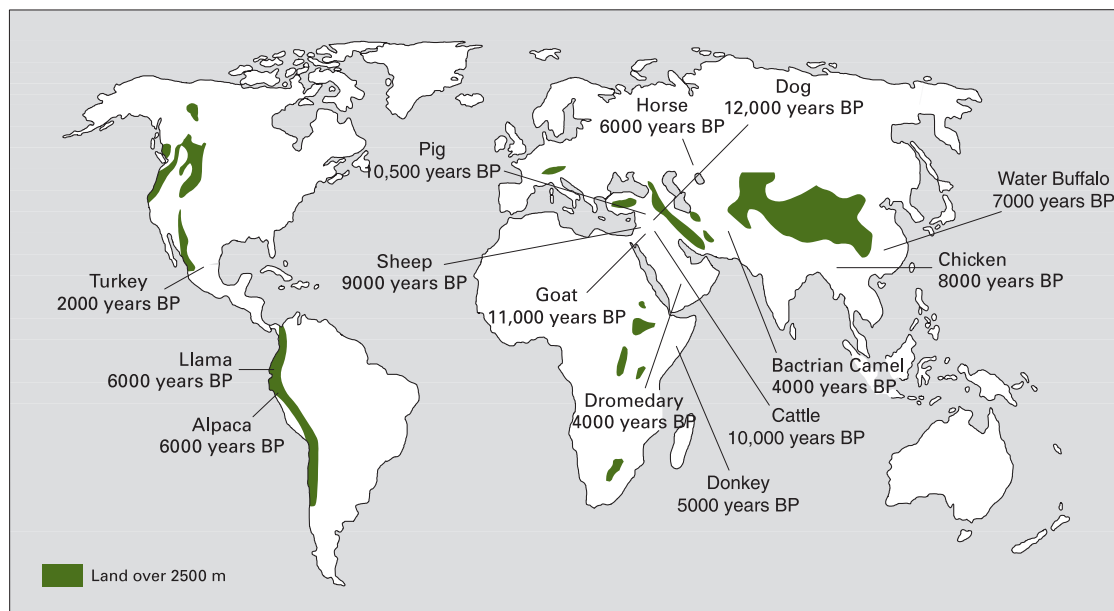 Dog
12,000 years BP
Horse
6000 years BP
Pig
10,500 years BP
Water Buffalo
7000 years BP
Sheep
9000 years BP
Chicken
8000 years BP
Turkey
2000 years BP
Goat
11,000 years BP
Llama
6000 years BP
Bactrian Camel
4000 years BP
Alpaca
6000 years BP
Dromedary
4000 years BP
Cattle
10,000 years BP
Donkey
5000 years BP
Land over 2500 m